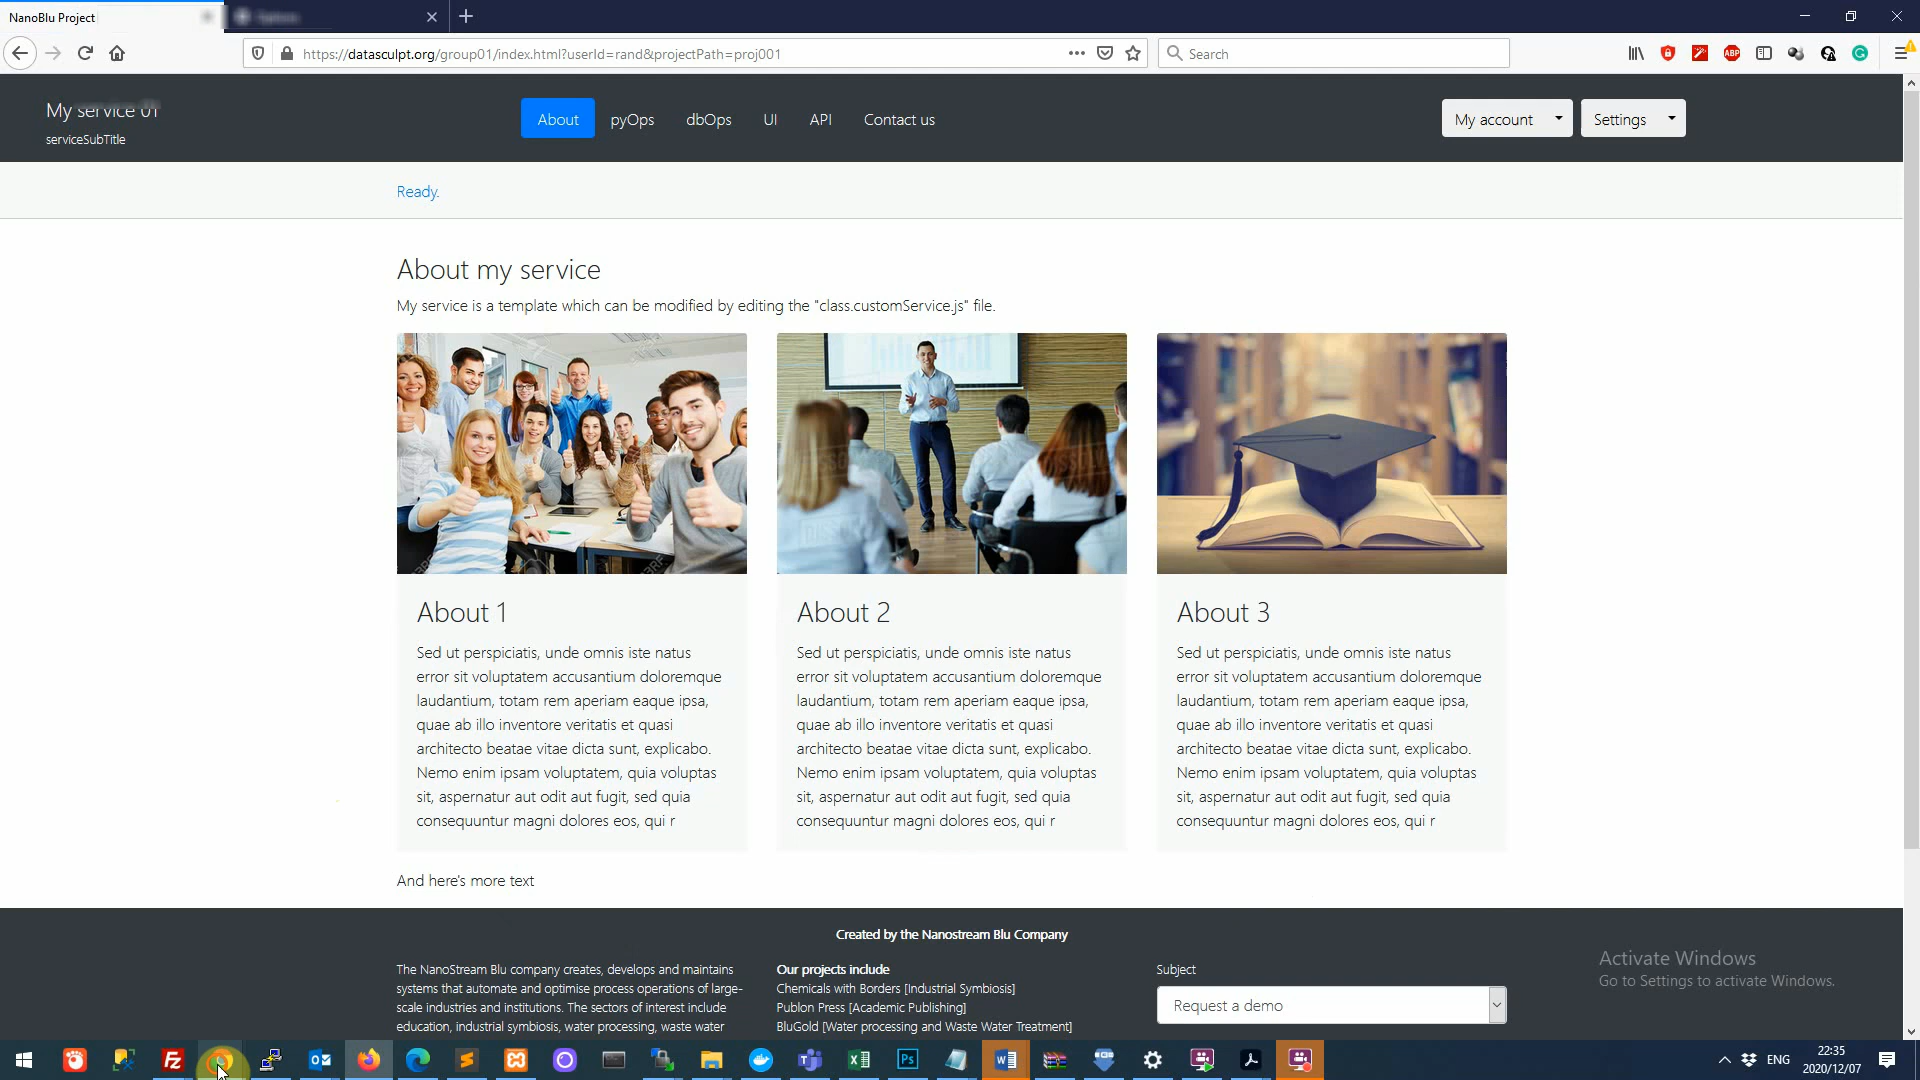 NanoBlu Project
https://datasculpt.org/group01/index.html?userId=rand&projectPath=proj001
Search
ABP
My service 01
serviceSubTitle
About
pyOps
dbOps
UI
API
Contact us
My account
Settings
Ready.
About my service
My service is a template which can be modified by editing the "class.customService.js" file.
About 1
Sed ut perspiciatis, unde omnis iste natus
error sit voluptatem accusantium doloremque
laudantium, totam rem aperiam eaque ipsa,
quae ab illo inventore veritatis et quasi
architecto beatae vitae dicta sunt, explicabo.
Nemo enim ipsam voluptatem, quia voluptas
sit, aspernatur aut odit aut fugit, sed quia
consequuntur magni dolores eos, qui r
About 2
Sed ut perspiciatis, unde omnis iste natus
error sit voluptatem accusantium doloremque
laudantium, totam rem aperiam eaque ipsa,
quae ab illo inventore veritatis et quasi
architecto beatae vitae dicta sunt, explicabo.
Nemo enim ipsam voluptatem, quia voluptas
sit, aspernatur aut odit aut fugit, sed quia
consequuntur magni dolores eos, qui r
About 3
Sed ut perspiciatis, unde omnis iste natus
error sit voluptatem accusantium doloremque
laudantium, totam rem aperiam eaque ipsa,
quae ab illo inventore veritatis et quasi
architecto beatae vitae dicta sunt, explicabo.
Nemo enim ipsam voluptatem, quia voluptas
sit, aspernatur aut odit aut fugit, sed quia
consequuntur magni dolores eos, qui r
And here's more text
Created by the Nanostream Blu Company
The NanoStream Blu company creates, develops and maintains
systems that automate and optimise process operations of large-
scale industries and institutions. The sectors of interest include
education, industrial symbiosis, water processing, waste water
Our projects include
Chemicals with Borders [Industrial Symbiosis]
Publon Press [Academic Publishing]
BluGold [Water processing and Waste Water Treatment]
Subject
Request a demo
Activate Windows
Go to Settings to activate Windows.
ENG
22:35
2020/12/07